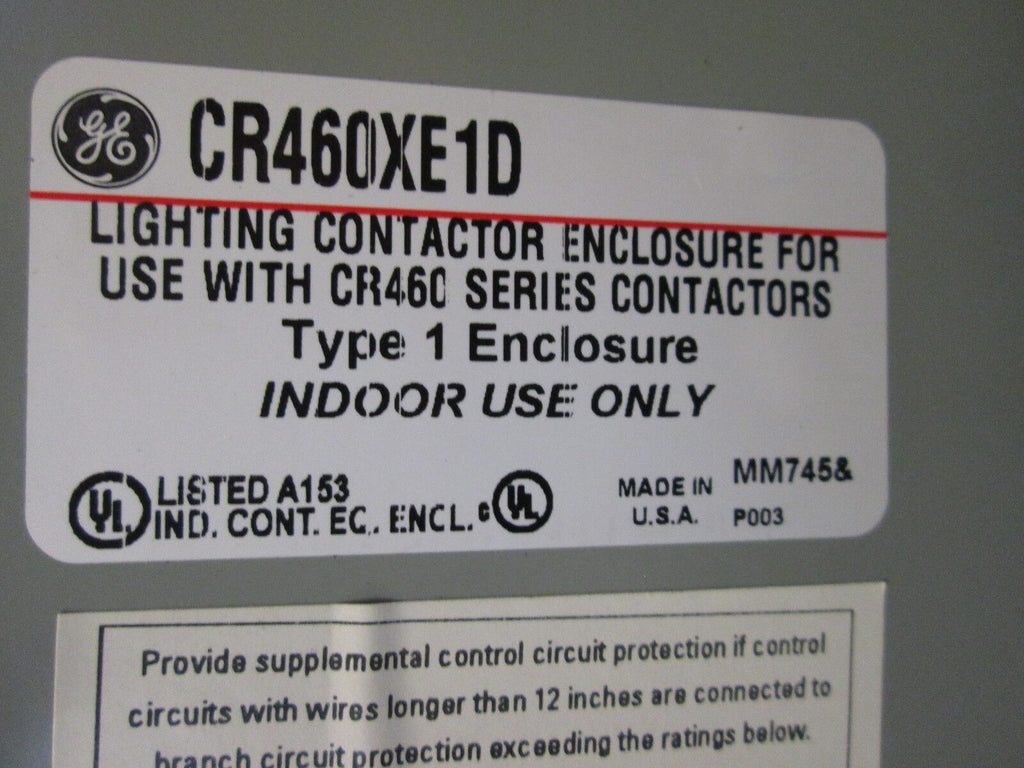 GE CR460XE1D
LIGHTING CONTACTOR ENCLOSURE FOR
USE WITH CR460 SERIES CONTACTORS
Type 1 Enclosure
INDOOR USE ONLY
UL LISTED A153
IND. CONT. EQ. ENCL.
c UL
MADE IN
U.S.A.
MM745&
P003
Provide supplemental control circuit protection if control
circuits with wires longer than 12 inches are connected to
branch circuit protection exceeding the ratings below.